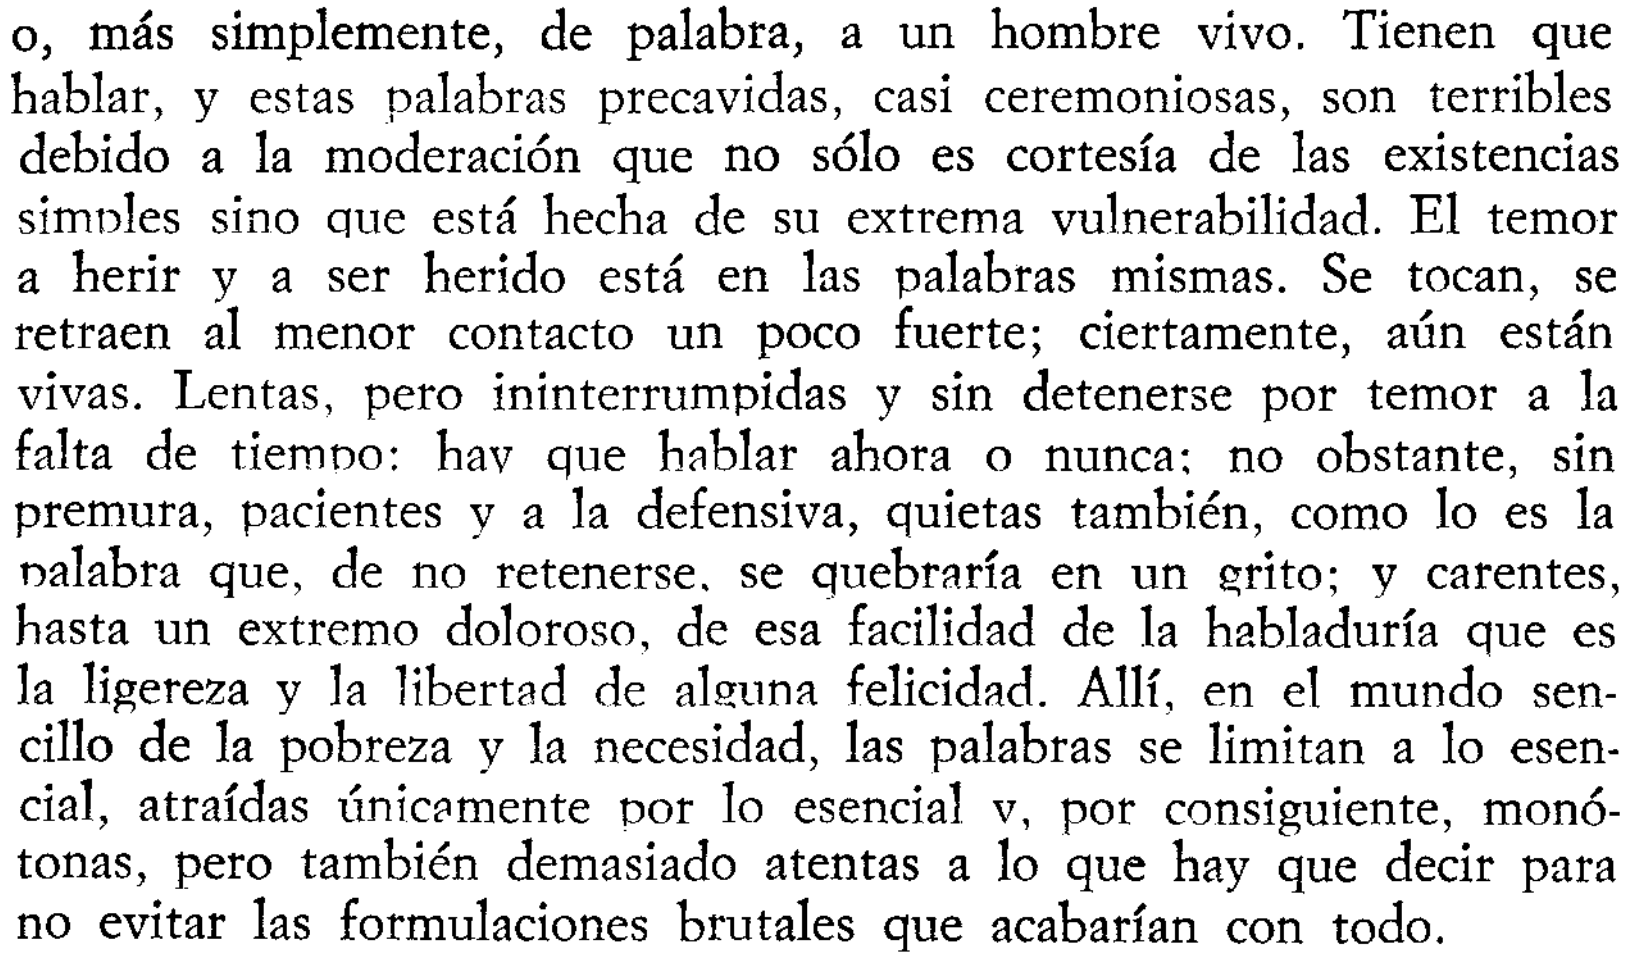 o, más simplemente, de palabra, a un hombre vivo. Tienen que
hablar, y estas palabras precavidas, casi ceremoniosas, son terribles
debido a la moderación que no sólo es cortesía de las existencias
simples sino que está hecha de su extrema vulnerabilidad. El temor
a herir y a ser herido está en las palabras mismas. Se tocan, se
retraen al menor contacto un poco fuerte; ciertamente, aún están
vivas. Lentas, pero ininterrumpidas y sin detenerse por temor a la
falta de tiempo: hay que hablar ahora o nunca; no obstante, sin
premura, pacientes y a la defensiva, quietas también, como lo es la
palabra que, de no retenerse, se quebraría en un grito; y carentes,
hasta un extremo doloroso, de esa facilidad de la habladuría que es
la ligereza y la libertad de alguna felicidad. Allí, en el mundo sen-
cillo de la pobreza y la necesidad, las palabras se limitan a lo esen-
cial, atraídas únicamente por lo esencial y, por consiguiente, monó-
tonas, pero también demasiado atentas a lo que hay que decir para
no evitar las formulaciones brutales que acabarían con todo.